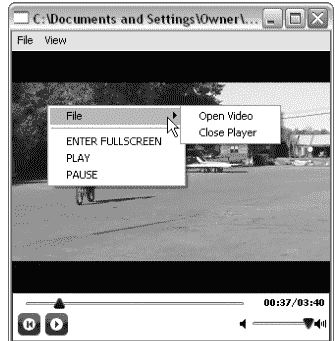 C:\Documents and Settings\Owner\...
File View
File
Open Video
Close Player
ENTER FULLSCREEN
PLAY
PAUSE
00:37/03:40